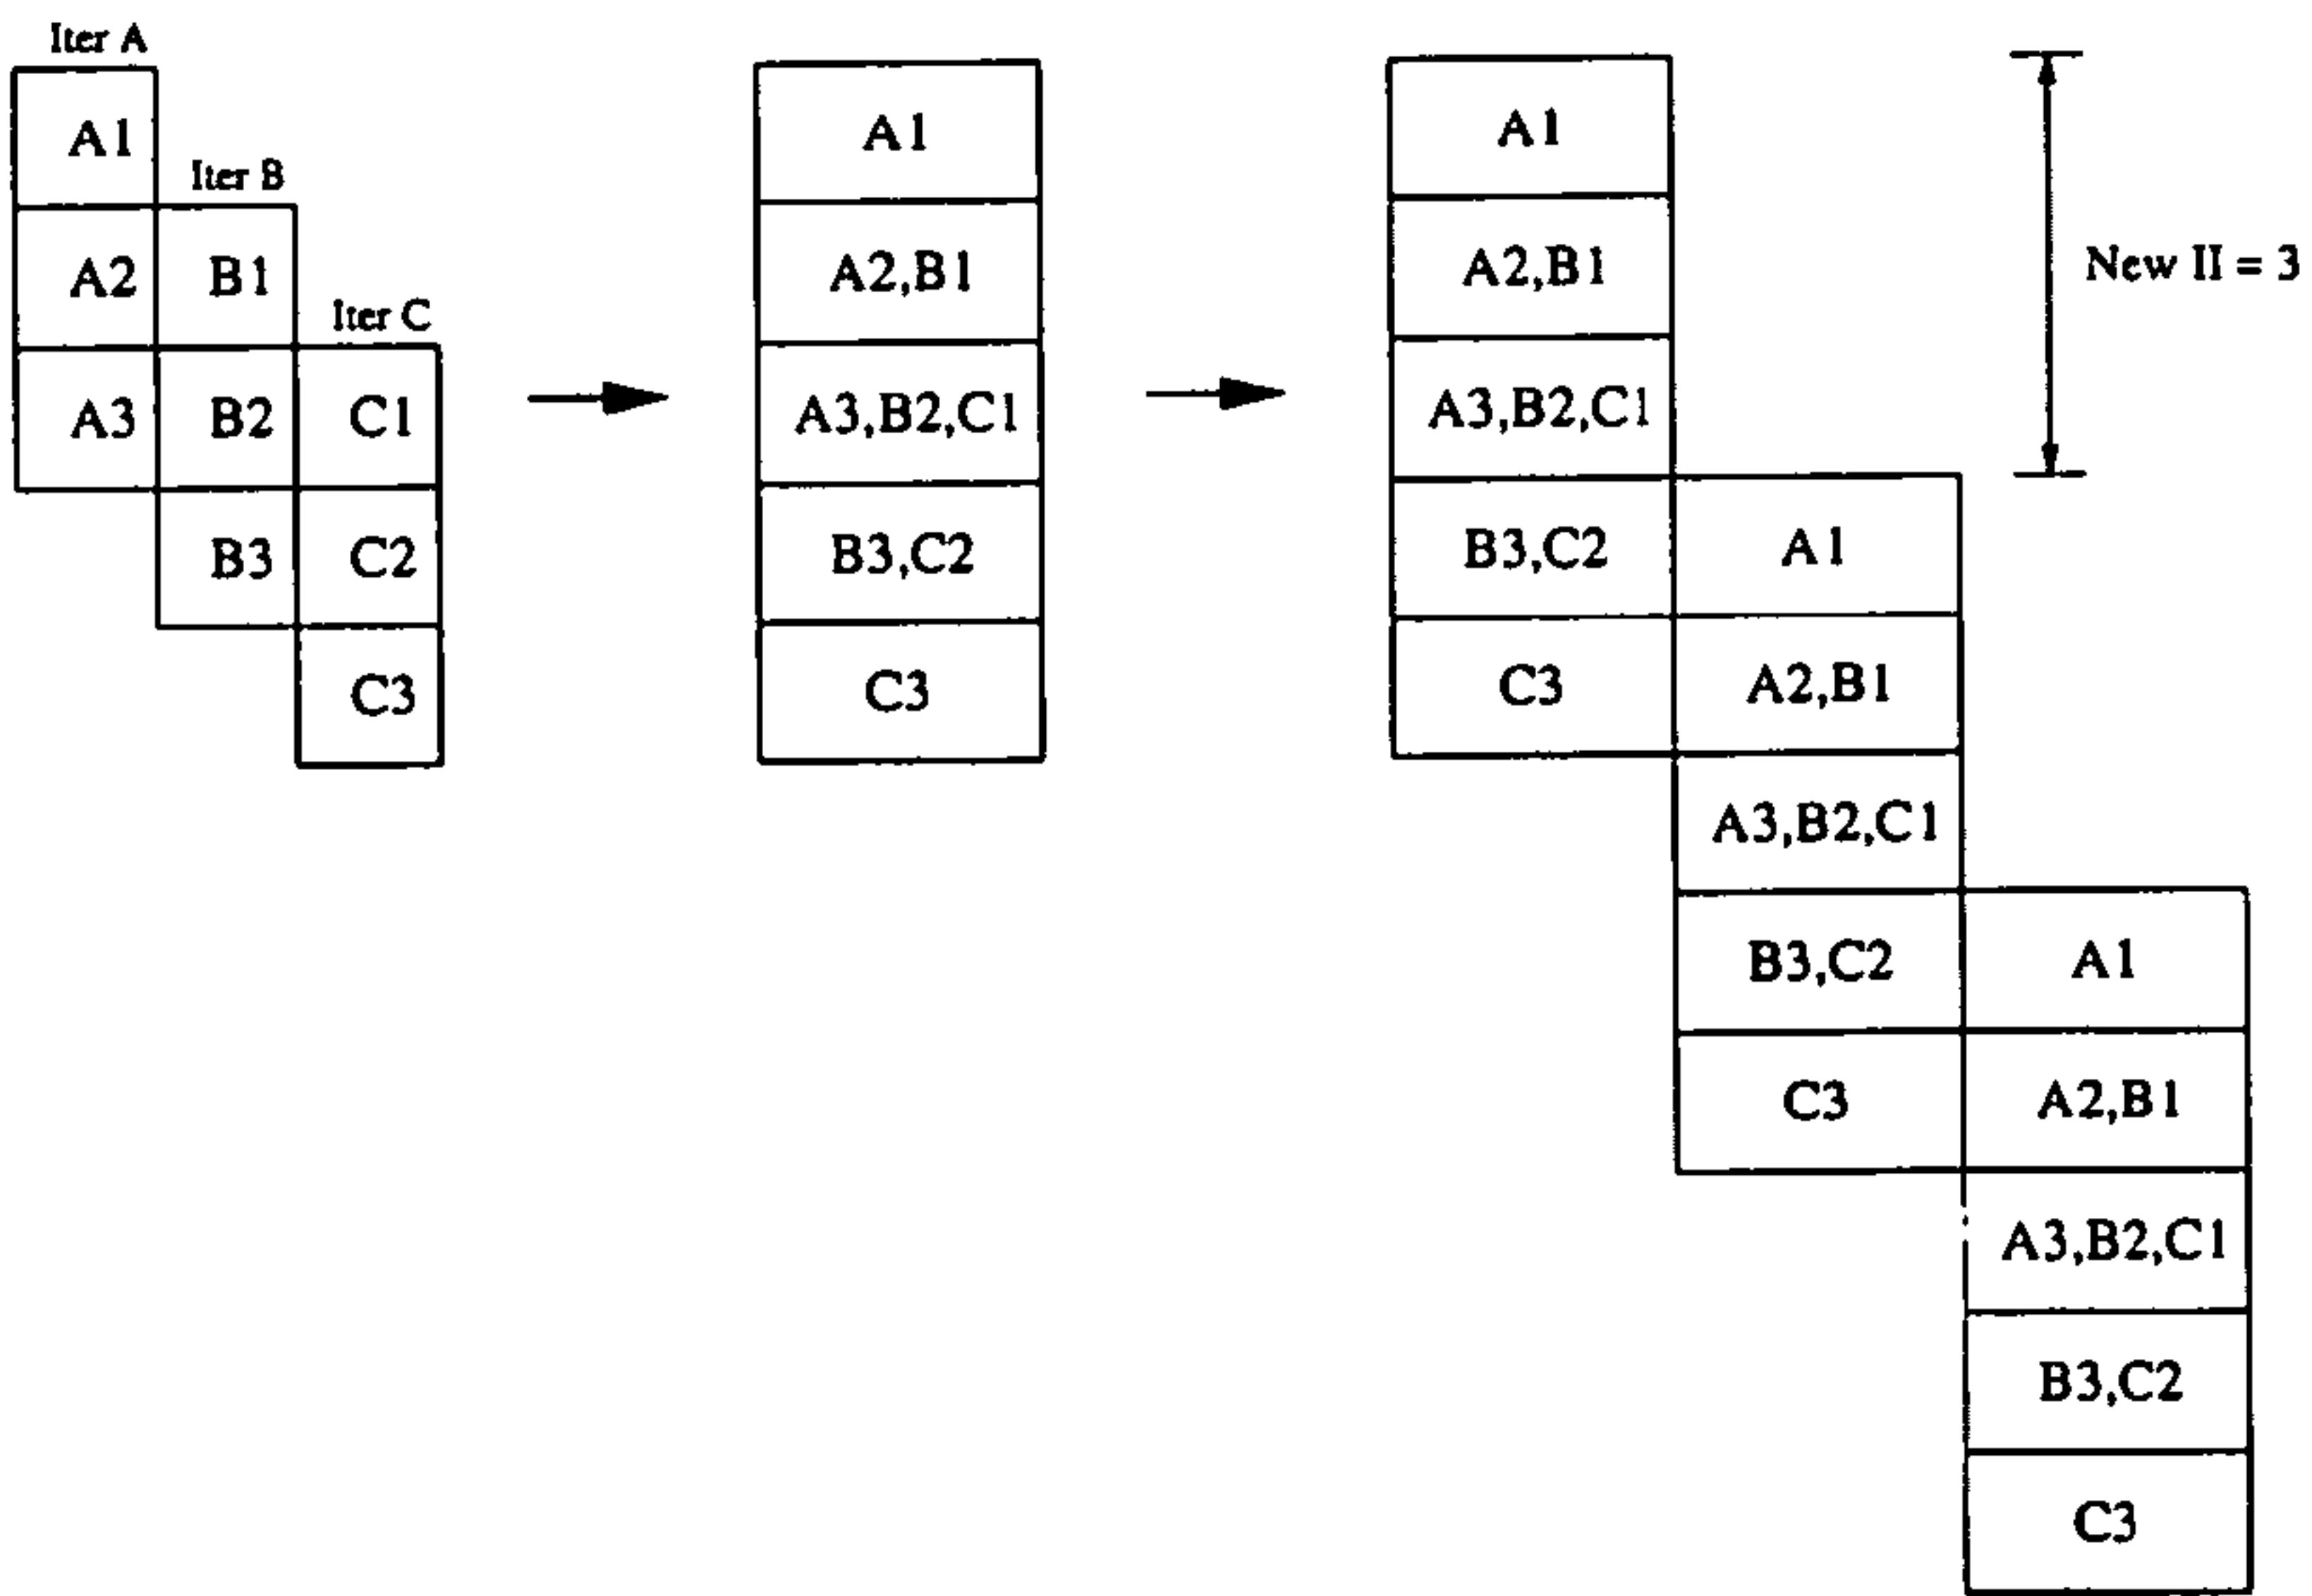 Iter A
A1
Iter B
A2 B1
Iter C
A3 B2 C1
B3 C2
C3
A1
A2,B1
A3,B2,C1
B3,C2
C3
A1
A2,B1
A3,B2,C1
B3,C2 A1
C3 A2,B1
A3,B2,C1
B3,C2 A1
C3 A2,B1
A3,B2,C1
B3,C2
C3
New II = 3